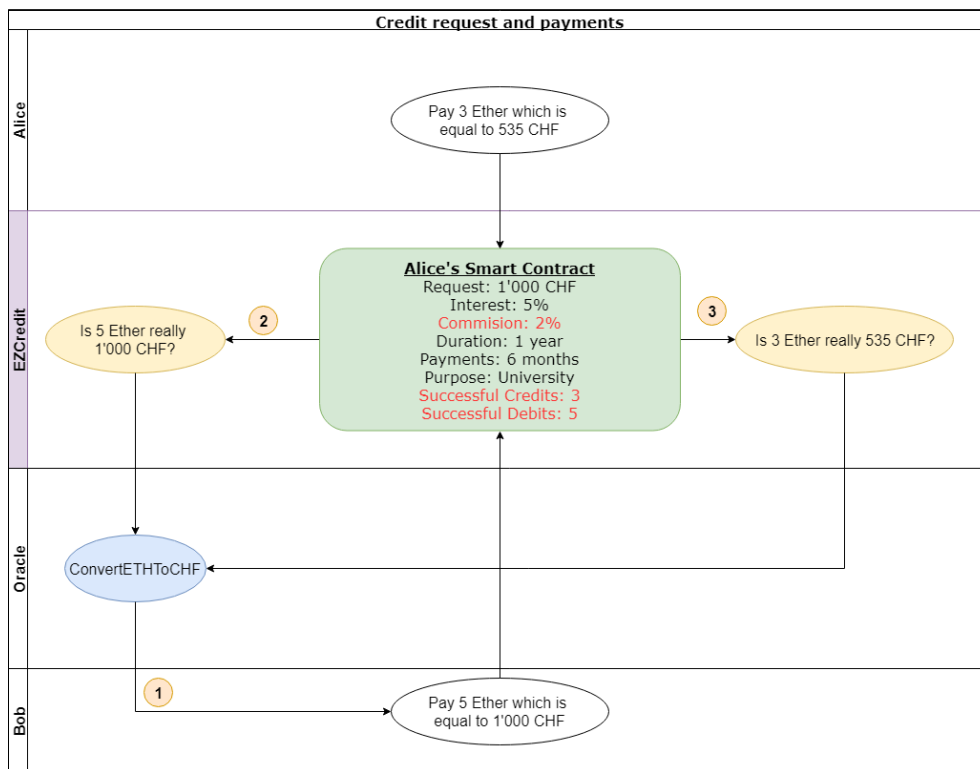 Credit request and payments
Alice
Pay 3 Ether which is
equal to 535 CHF
EZCredit
Alice's Smart Contract
Request: 1'000 CHF
Interest: 5%
Commision: 2%
Duration: 1 year
Payments: 6 months
Purpose: University
Successful Credits: 3
Successful Debits: 5
2
Is 5 Ether really
1'000 CHF?
3
Is 3 Ether really 535 CHF?
Oracle
ConvertETHToCHF
Bob
1
Pay 5 Ether which is
equal to 1'000 CHF